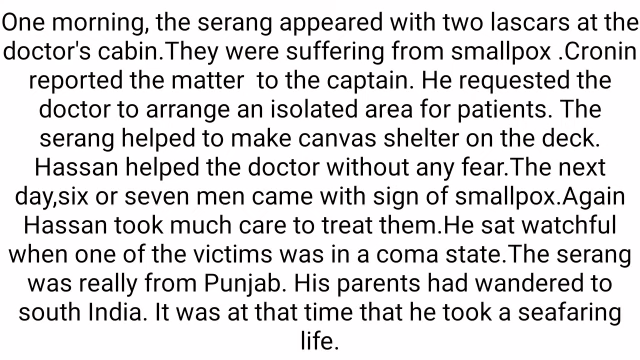 One morning, the serang appeared with two lascars at the
doctor's cabin.They were suffering from smallpox .Cronin
reported the matter  to the captain. He requested the
doctor to arrange an isolated area for patients. The
serang helped to make canvas shelter on the deck.
Hassan helped the doctor without any fear.The next
day,six or seven men came with sign of smallpox.Again
Hassan took much care to treat them.He sat watchful
when one of the victims was in a coma state.The serang
was really from Punjab. His parents had wandered to
south India. It was at that time that he took a seafaring
life.